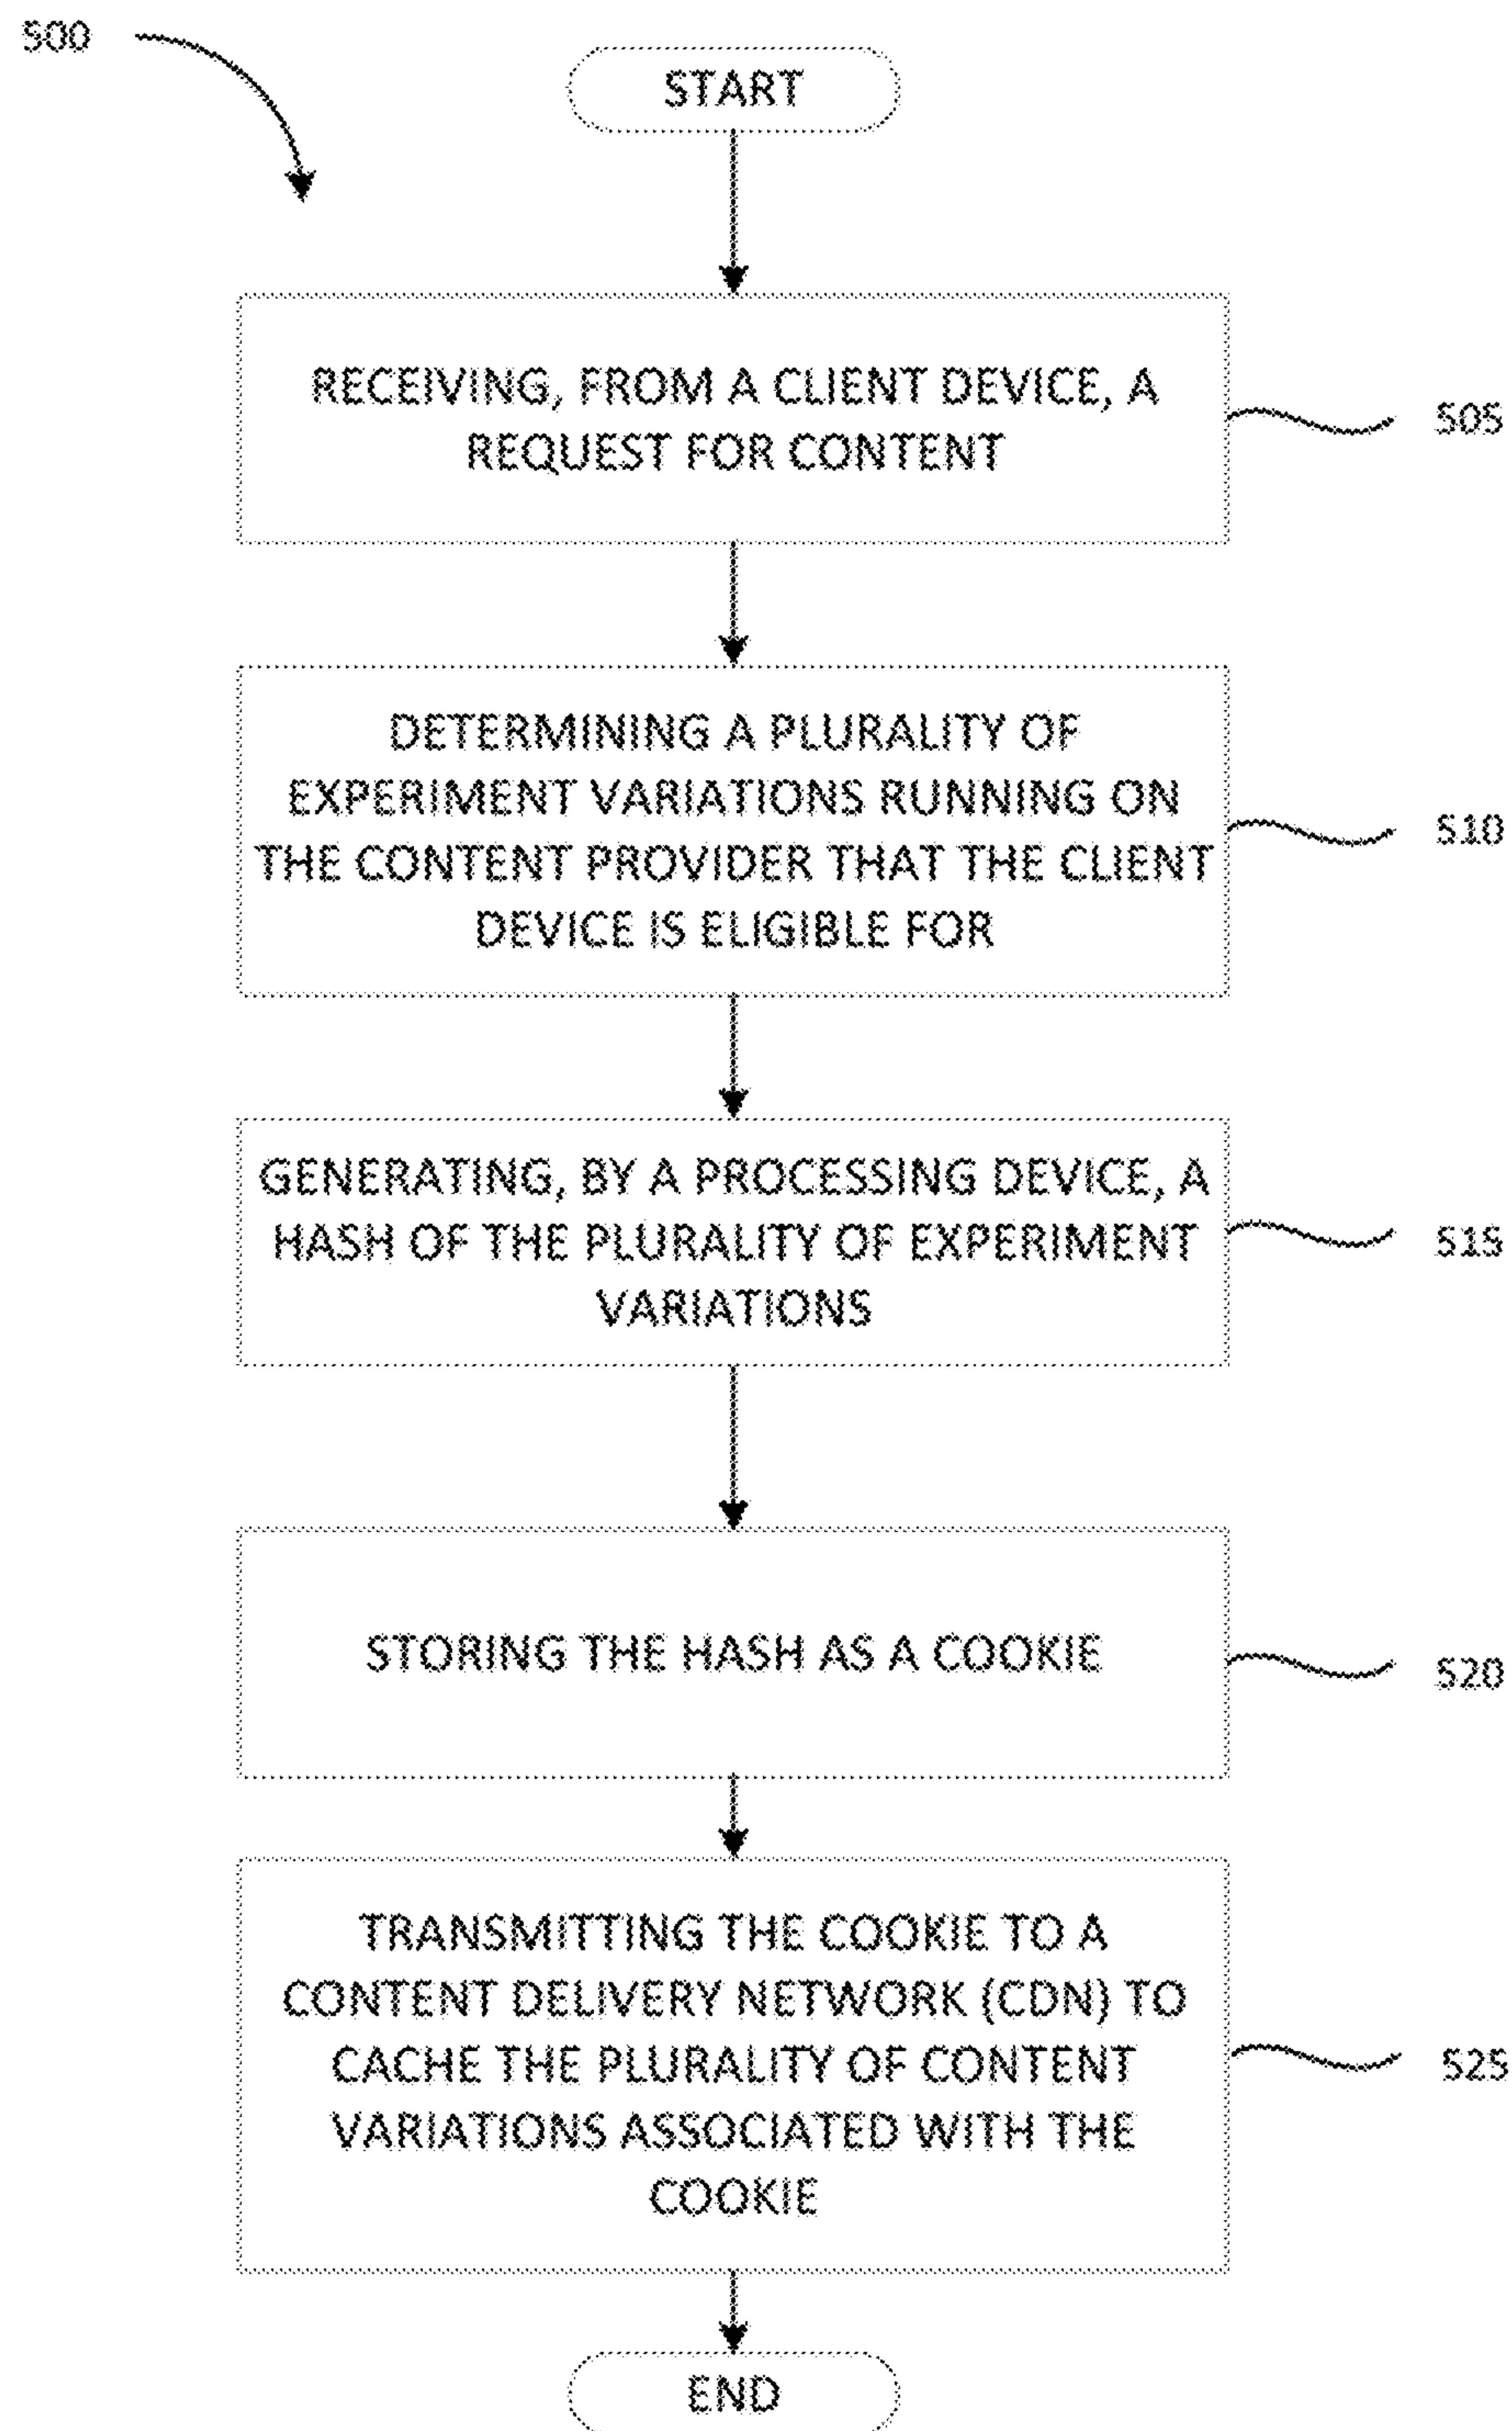 500
START
RECEIVING, FROM A CLIENT DEVICE, A
REQUEST FOR CONTENT
505
DETERMINING A PLURALITY OF
EXPERIMENT VARIATIONS RUNNING ON
THE CONTENT PROVIDER THAT THE CLIENT
DEVICE IS ELIGIBLE FOR
510
GENERATING, BY A PROCESSING DEVICE, A
HASH OF THE PLURALITY OF EXPERIMENT
VARIATIONS
515
STORING THE HASH AS A COOKIE
520
TRANSMITTING THE COOKIE TO A
CONTENT DELIVERY NETWORK (CDN) TO
CACHE THE PLURALITY OF CONTENT
VARIATIONS ASSOCIATED WITH THE
COOKIE
525
END